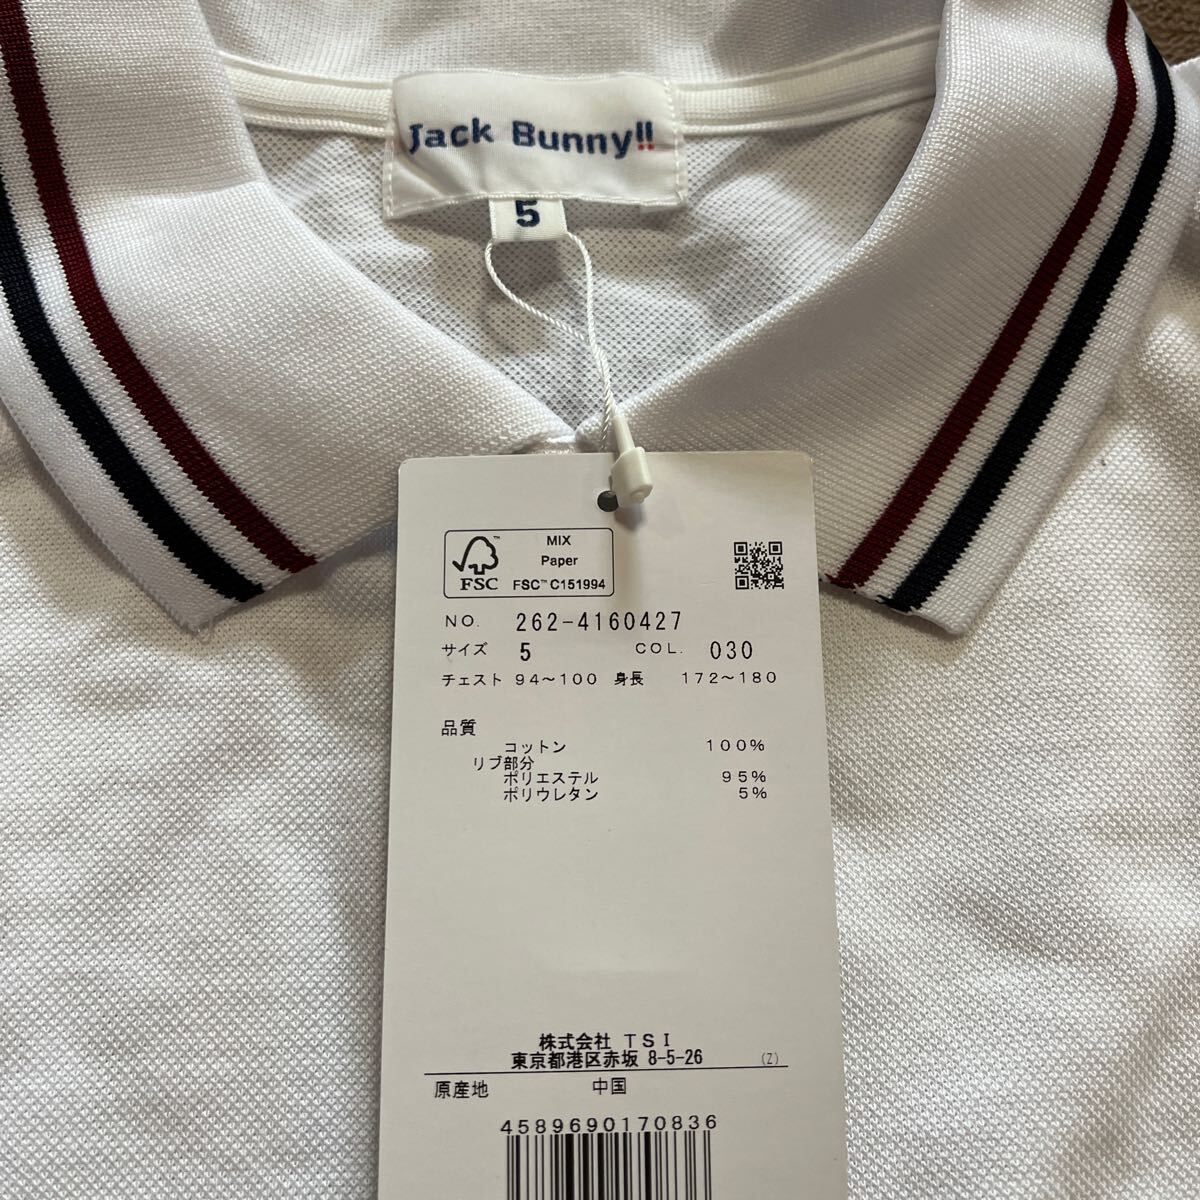 Jack Bunny!!
5
MIX
Paper
FSC™ C151994
FSC
NO. 262-4160427
サイズ 5 COL. 030
チェスト 94～100 身長 172～180
品質
コットン 100%
リブ部分
ポリエステル 95%
ポリウレタン 5%
株式会社 TSI
東京都港区赤坂 8-5-26 (Z)
原産地 中国
4589690170836